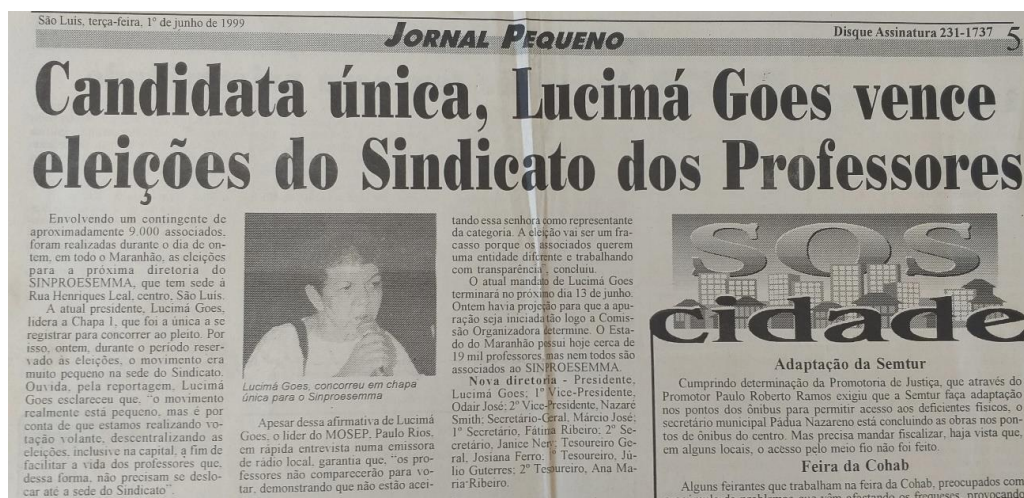 São Luís, terça-feira, 1º de junho de 1999
JORNAL PEQUENO
Disque Assinatura 231-1737
5
Candidata única, Lucimá Goes vence
eleições do Sindicato dos Professores
Envolvendo um contingente de
aproximadamente 9.000 associados,
foram realizadas durante o dia de on-
tem, em todo o Maranhão, as eleições
para a próxima diretoria do
SINPROESEMMA, que tem sede à
Rua Henriques Leal, centro, São Luís.
A atual presidente, Lucimá Goes,
lidera a Chapa 1, que foi a única a se
registrar para concorrer ao pleito. Por
isso, ontem, durante o período reser-
vado às eleições, o movimento era
muito pequeno na sede do Sindicato.
Ouvida, pela reportagem, Lucimá
Goes esclareceu que, "o movimento
realmente está pequeno, mas é por
conta de que estamos realizando vo-
tação volante, descentralizando as
eleições, inclusive na capital, a fim de
facilitar a vida dos professores que,
dessa forma, não precisam se deslo-
car até a sede do Sindicato".
Lucimá Goes, concorreu em chapa
única para o Sinproesemma
Apesar dessa afirmativa de Lucimá
Goes, o líder do MOSEP, Paulo Rios,
em rápida entrevista numa emissora
de rádio local, garantia que, "os pro-
fessores não comparecerão para vo-
tar, demonstrando que não estão acei-
tando essa senhora como representante
da categoria. A eleição vai ser um fra-
casso porque os associados querem
uma entidade diferente e trabalhando
com transparência", concluiu.
O atual mandato de Lucimá Goes
terminará no próximo dia 13 de junho.
Ontem havia projeção para que a apu-
ração seja iniciada tão logo a Comis-
são Organizadora determine. O Esta-
do do Maranhão possui hoje cerca de
19 mil professores, mas nem todos são
associados ao SINPROESEMMA.
Nova diretoria - Presidente,
Lucimá Goes; 1º Vice-Presidente,
Odair José; 2º Vice-Presidente, Nazaré
Smith; Secretário-Geral, Márcio José;
1º Secretário, Fátima Ribeiro; 2º Se-
cretário, Janice Nery; Tesoureiro Ge-
ral, Josiana Ferro; 1º Tesoureiro, Jú-
lio Guterres; 2º Tesoureiro, Ana Ma-
ria Ribeiro.
SOS
cidade
Adaptação da Semtur
Cumprindo determinação da Promotoria de Justiça, que através do
Promotor Paulo Roberto Ramos exigiu que a Semtur faça adaptação
nos pontos dos ônibus para permitir acesso aos deficientes físicos, o
secretário municipal Pádua Nazareth está concluindo as obras nos pon-
tos de ônibus do centro. Mas precisa mandar fiscalizar, haja vista que,
em alguns locais, o acesso pelo meio fio não foi feito.
Feira da Cohab
Alguns feirantes que trabalham na feira da Cohab, preocupados com